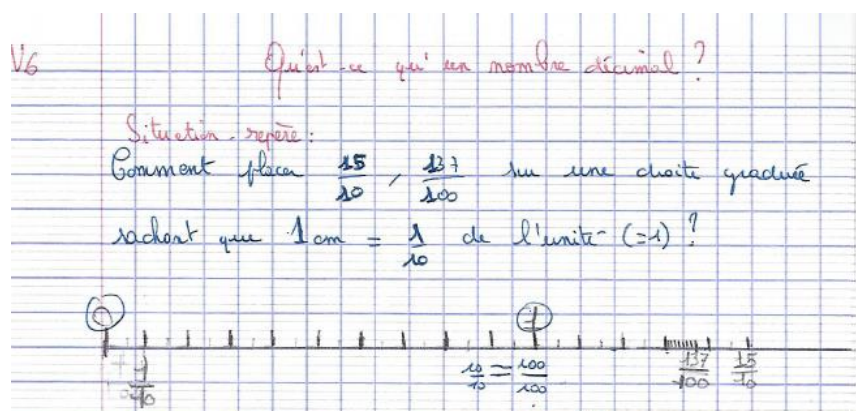 N6 Qu'est-ce qu'un nombre décimal ?
Situation-repère :
Comment placer 15/10 , 137/100 sur une droite graduée
sachant que 1 cm = 1/10 de l'unité (=1) ?
0 1
1/10 10/10 = 100/100 137/100 15/10